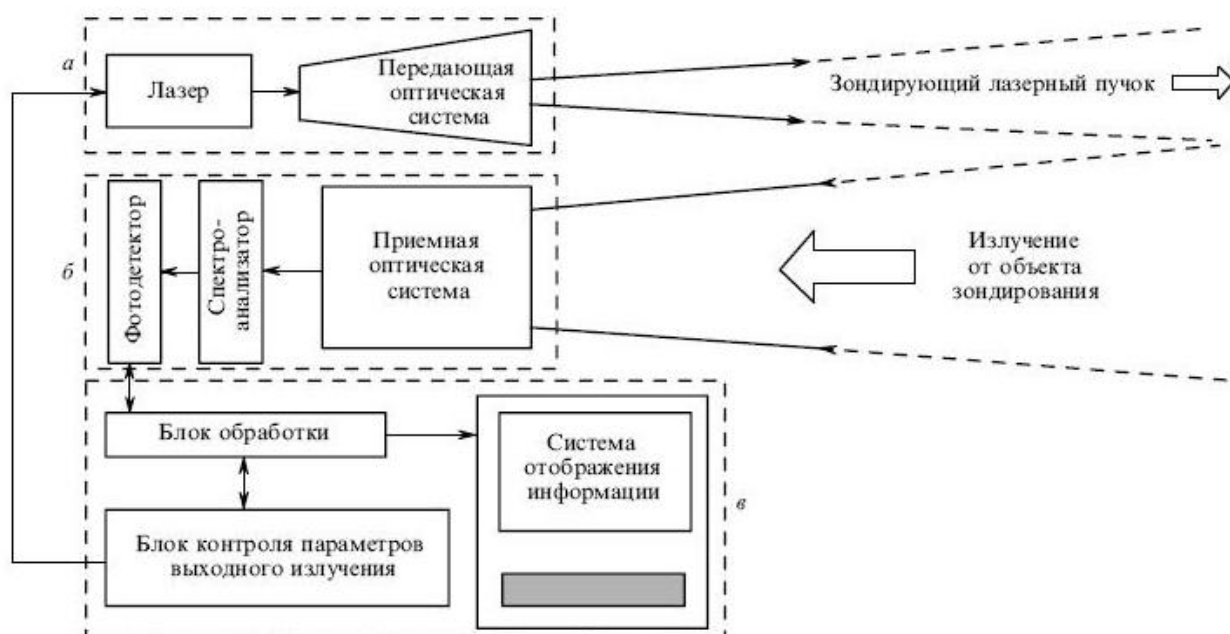 а
Лазер
Передающая
оптическая
система
Зондирующий лазерный пучок
б
Фотодетектор
Спектро-
анализатор
Приемная
оптическая
система
Излучение
от объекта
зондирования
Блок обработки
Система
отображения
информации
в
Блок контроля параметров
выходного излучения